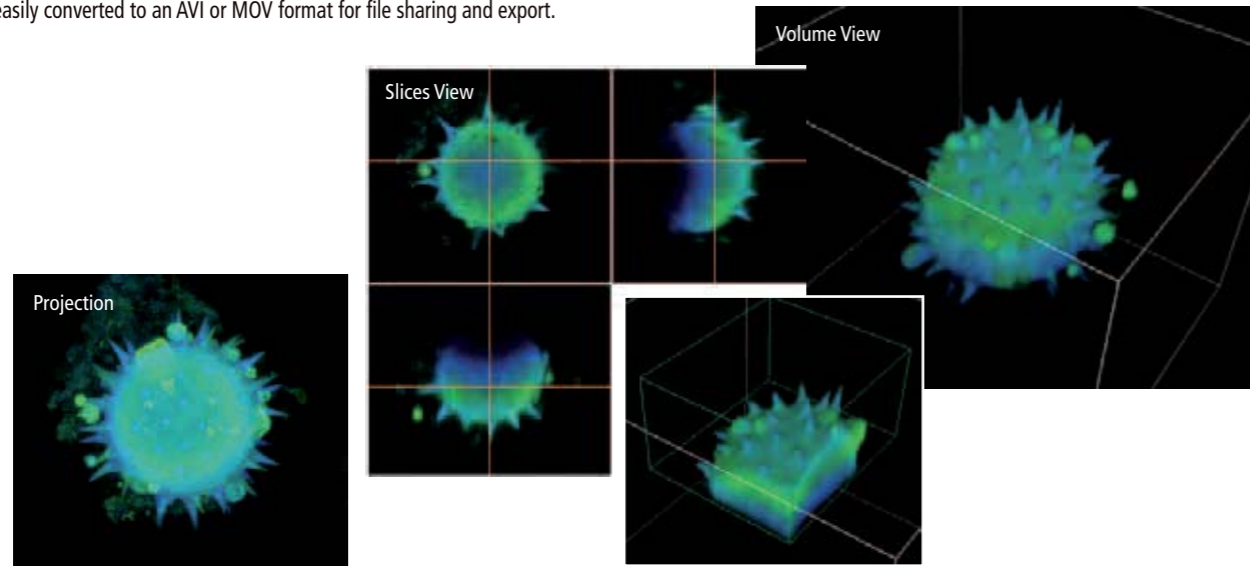 easily converted to an AVI or MOV format for file sharing and export.
Volume View
Slices View
Projection